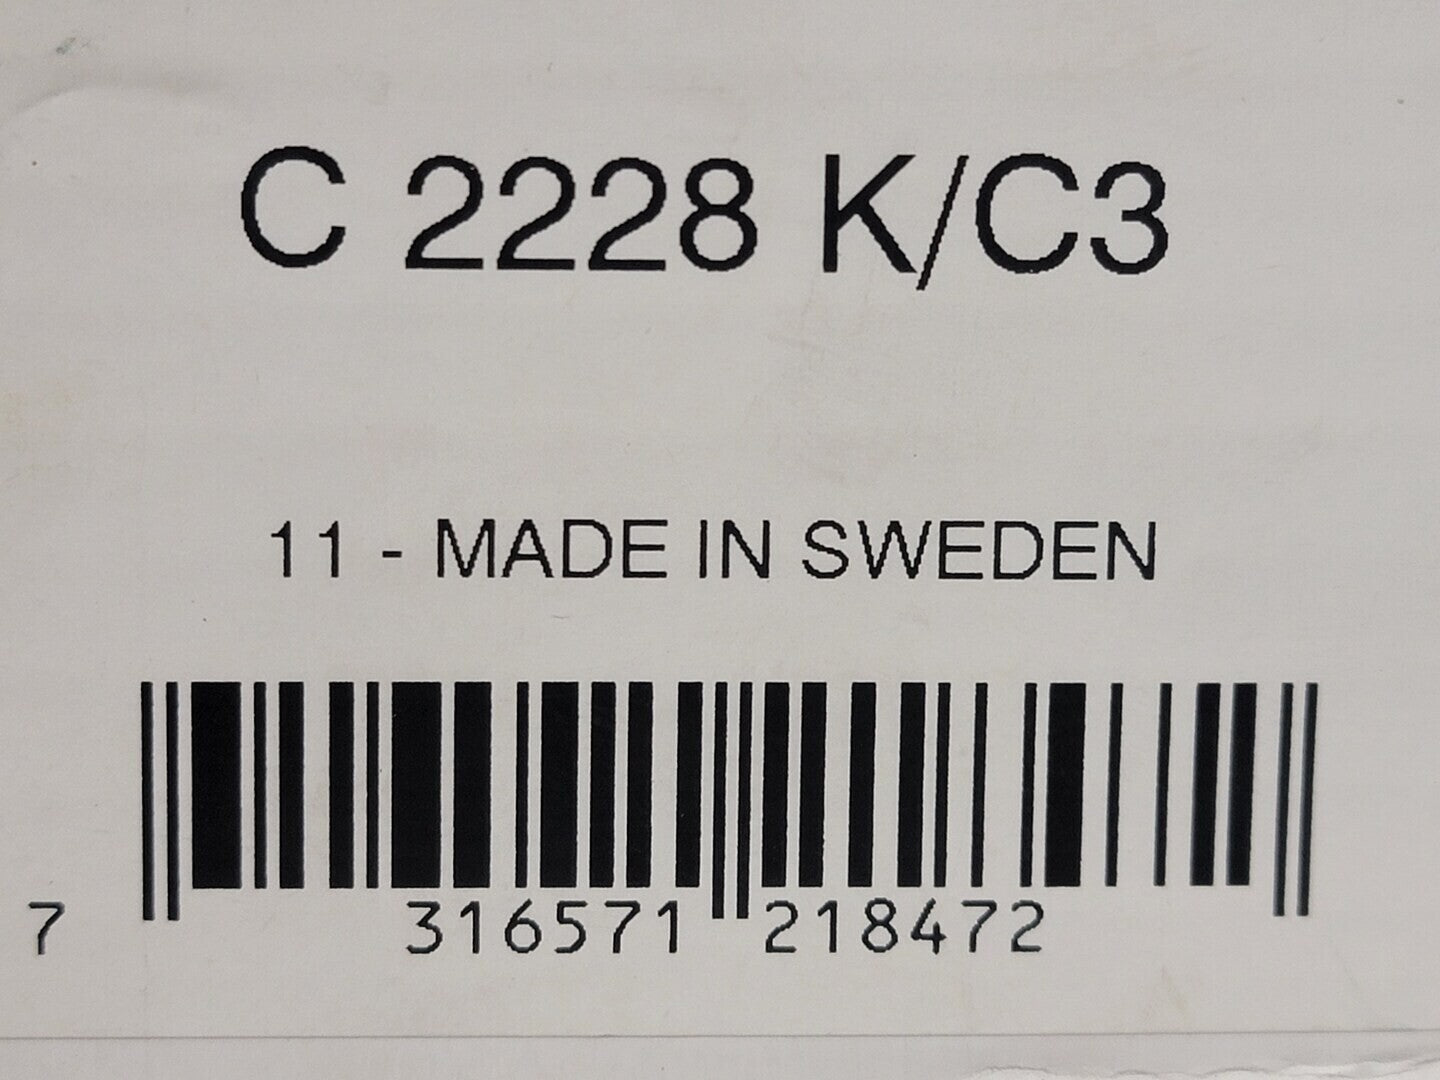 C 2228 K/C3
11 - MADE IN SWEDEN
7 316571 218472